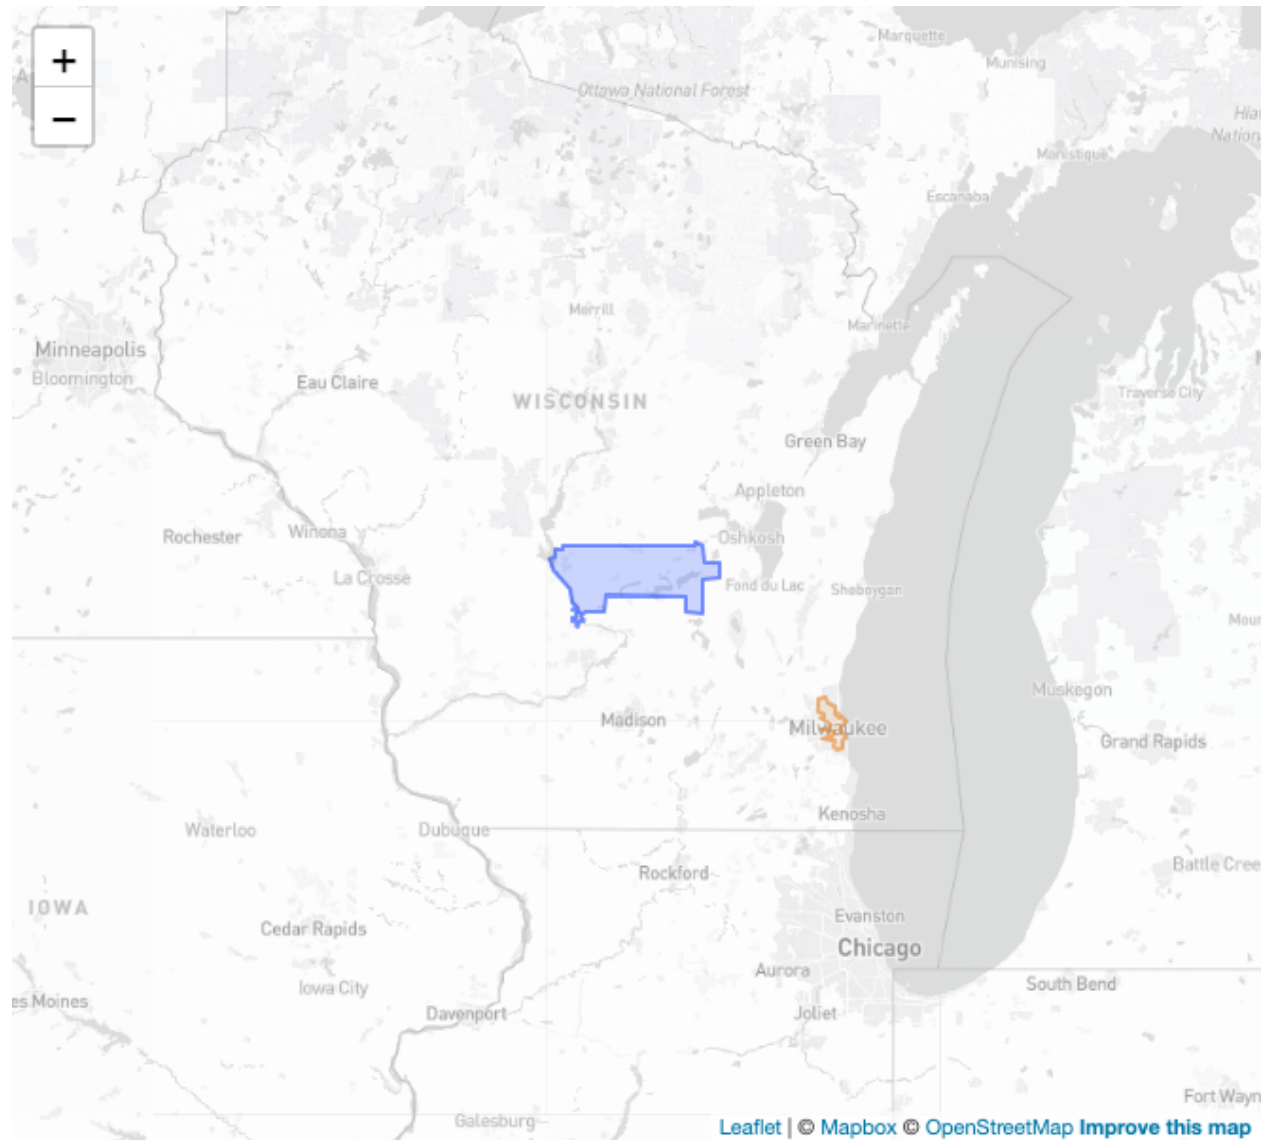 +
−
Marquette
Munising
Ottawa National Forest
Manistique
Escanaba
Merrill
Marinette
Minneapolis
Bloomington
Eau Claire
WISCONSIN
Traverse City
Green Bay
Appleton
Rochester
Winona
Oshkosh
La Crosse
Fond du Lac
Sheboygan
Muskegon
Madison
Milwaukee
Grand Rapids
Kenosha
Waterloo
Dubuque
Battle Cree
Rockford
IOWA
Evanston
Cedar Rapids
Chicago
Aurora
South Bend
Iowa City
es Moines
Davenport
Joliet
Fort Wayn
Galesburg
Leaflet | © Mapbox © OpenStreetMap Improve this map